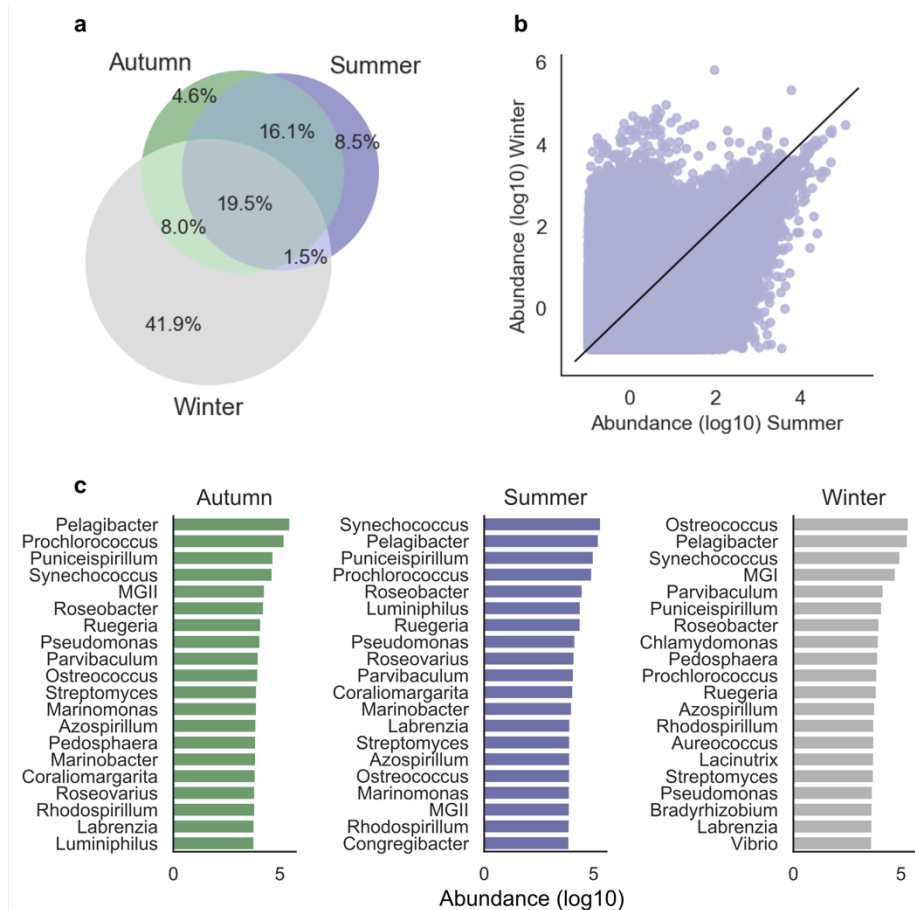 a
Autumn
Summer
4.6%
16.1%
8.5%
19.5%
8.0%
1.5%
41.9%
Winter
b
Abundance (log10) Winter
6
4
2
0
0
2
4
Abundance (log10) Summer
c
Autumn
Pelagibacter
Prochlorococcus
Puniceispirillum
Synechococcus
MGII
Roseobacter
Ruegeria
Pseudomonas
Parvibaculum
Ostreococcus
Streptomyces
Marinomonas
Azospirillum
Pedosphaera
Marinobacter
Coraliomargarita
Roseovarius
Rhodospirillum
Labrenzia
Luminiphilus
0
5
Summer
Synechococcus
Pelagibacter
Puniceispirillum
Prochlorococcus
Roseobacter
Luminiphilus
Ruegeria
Pseudomonas
Roseovarius
Parvibaculum
Coraliomargarita
Marinobacter
Labrenzia
Streptomyces
Azospirillum
Ostreococcus
Marinomonas
MGII
Rhodospirillum
Congregibacter
0
5
Winter
Ostreococcus
Pelagibacter
Synechococcus
MGI
Parvibaculum
Puniceispirillum
Roseobacter
Chlamydomonas
Pedosphaera
Prochlorococcus
Ruegeria
Azospirillum
Rhodospirillum
Aureococcus
Lacinutrix
Streptomyces
Pseudomonas
Bradyrhizobium
Labrenzia
Vibrio
0
5
Abundance (log10)